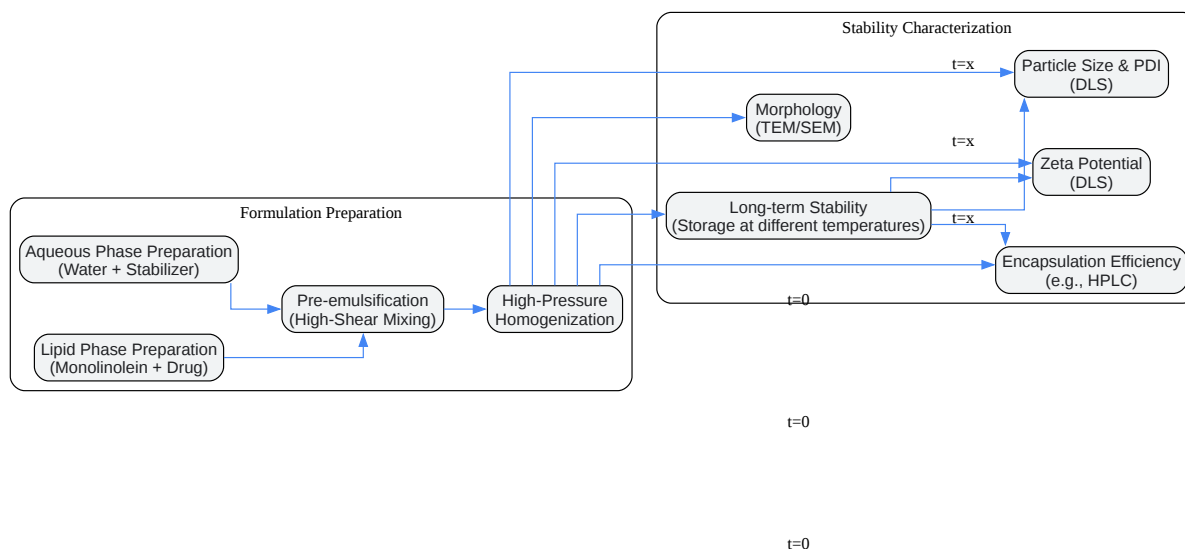 Stability Characterization
t=x
Particle Size & PDI
(DLS)
Morphology
(TEM/SEM)
t=x
Zeta Potential
(DLS)
Formulation Preparation
Long-term Stability
(Storage at different temperatures)
t=x
Aqueous Phase Preparation
(Water + Stabilizer)
Encapsulation Efficiency
(e.g., HPLC)
Pre-emulsification
(High-Shear Mixing)
High-Pressure
Homogenization
t=0
Lipid Phase Preparation
(Monolinolein + Drug)
t=0
t=0